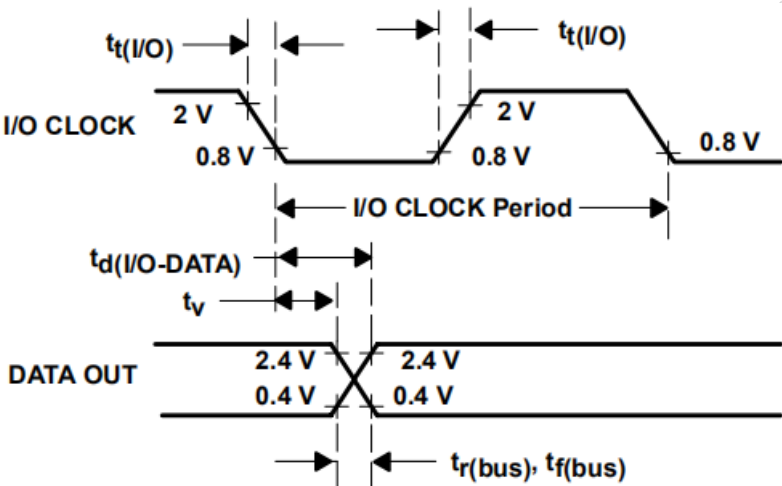 tt(I/O) tt(I/O)
I/O CLOCK
2 V 2 V
0.8 V 0.8 V 0.8 V
I/O CLOCK Period
td(I/O-DATA)
tv
DATA OUT
2.4 V 2.4 V
0.4 V 0.4 V
tr(bus), tf(bus)